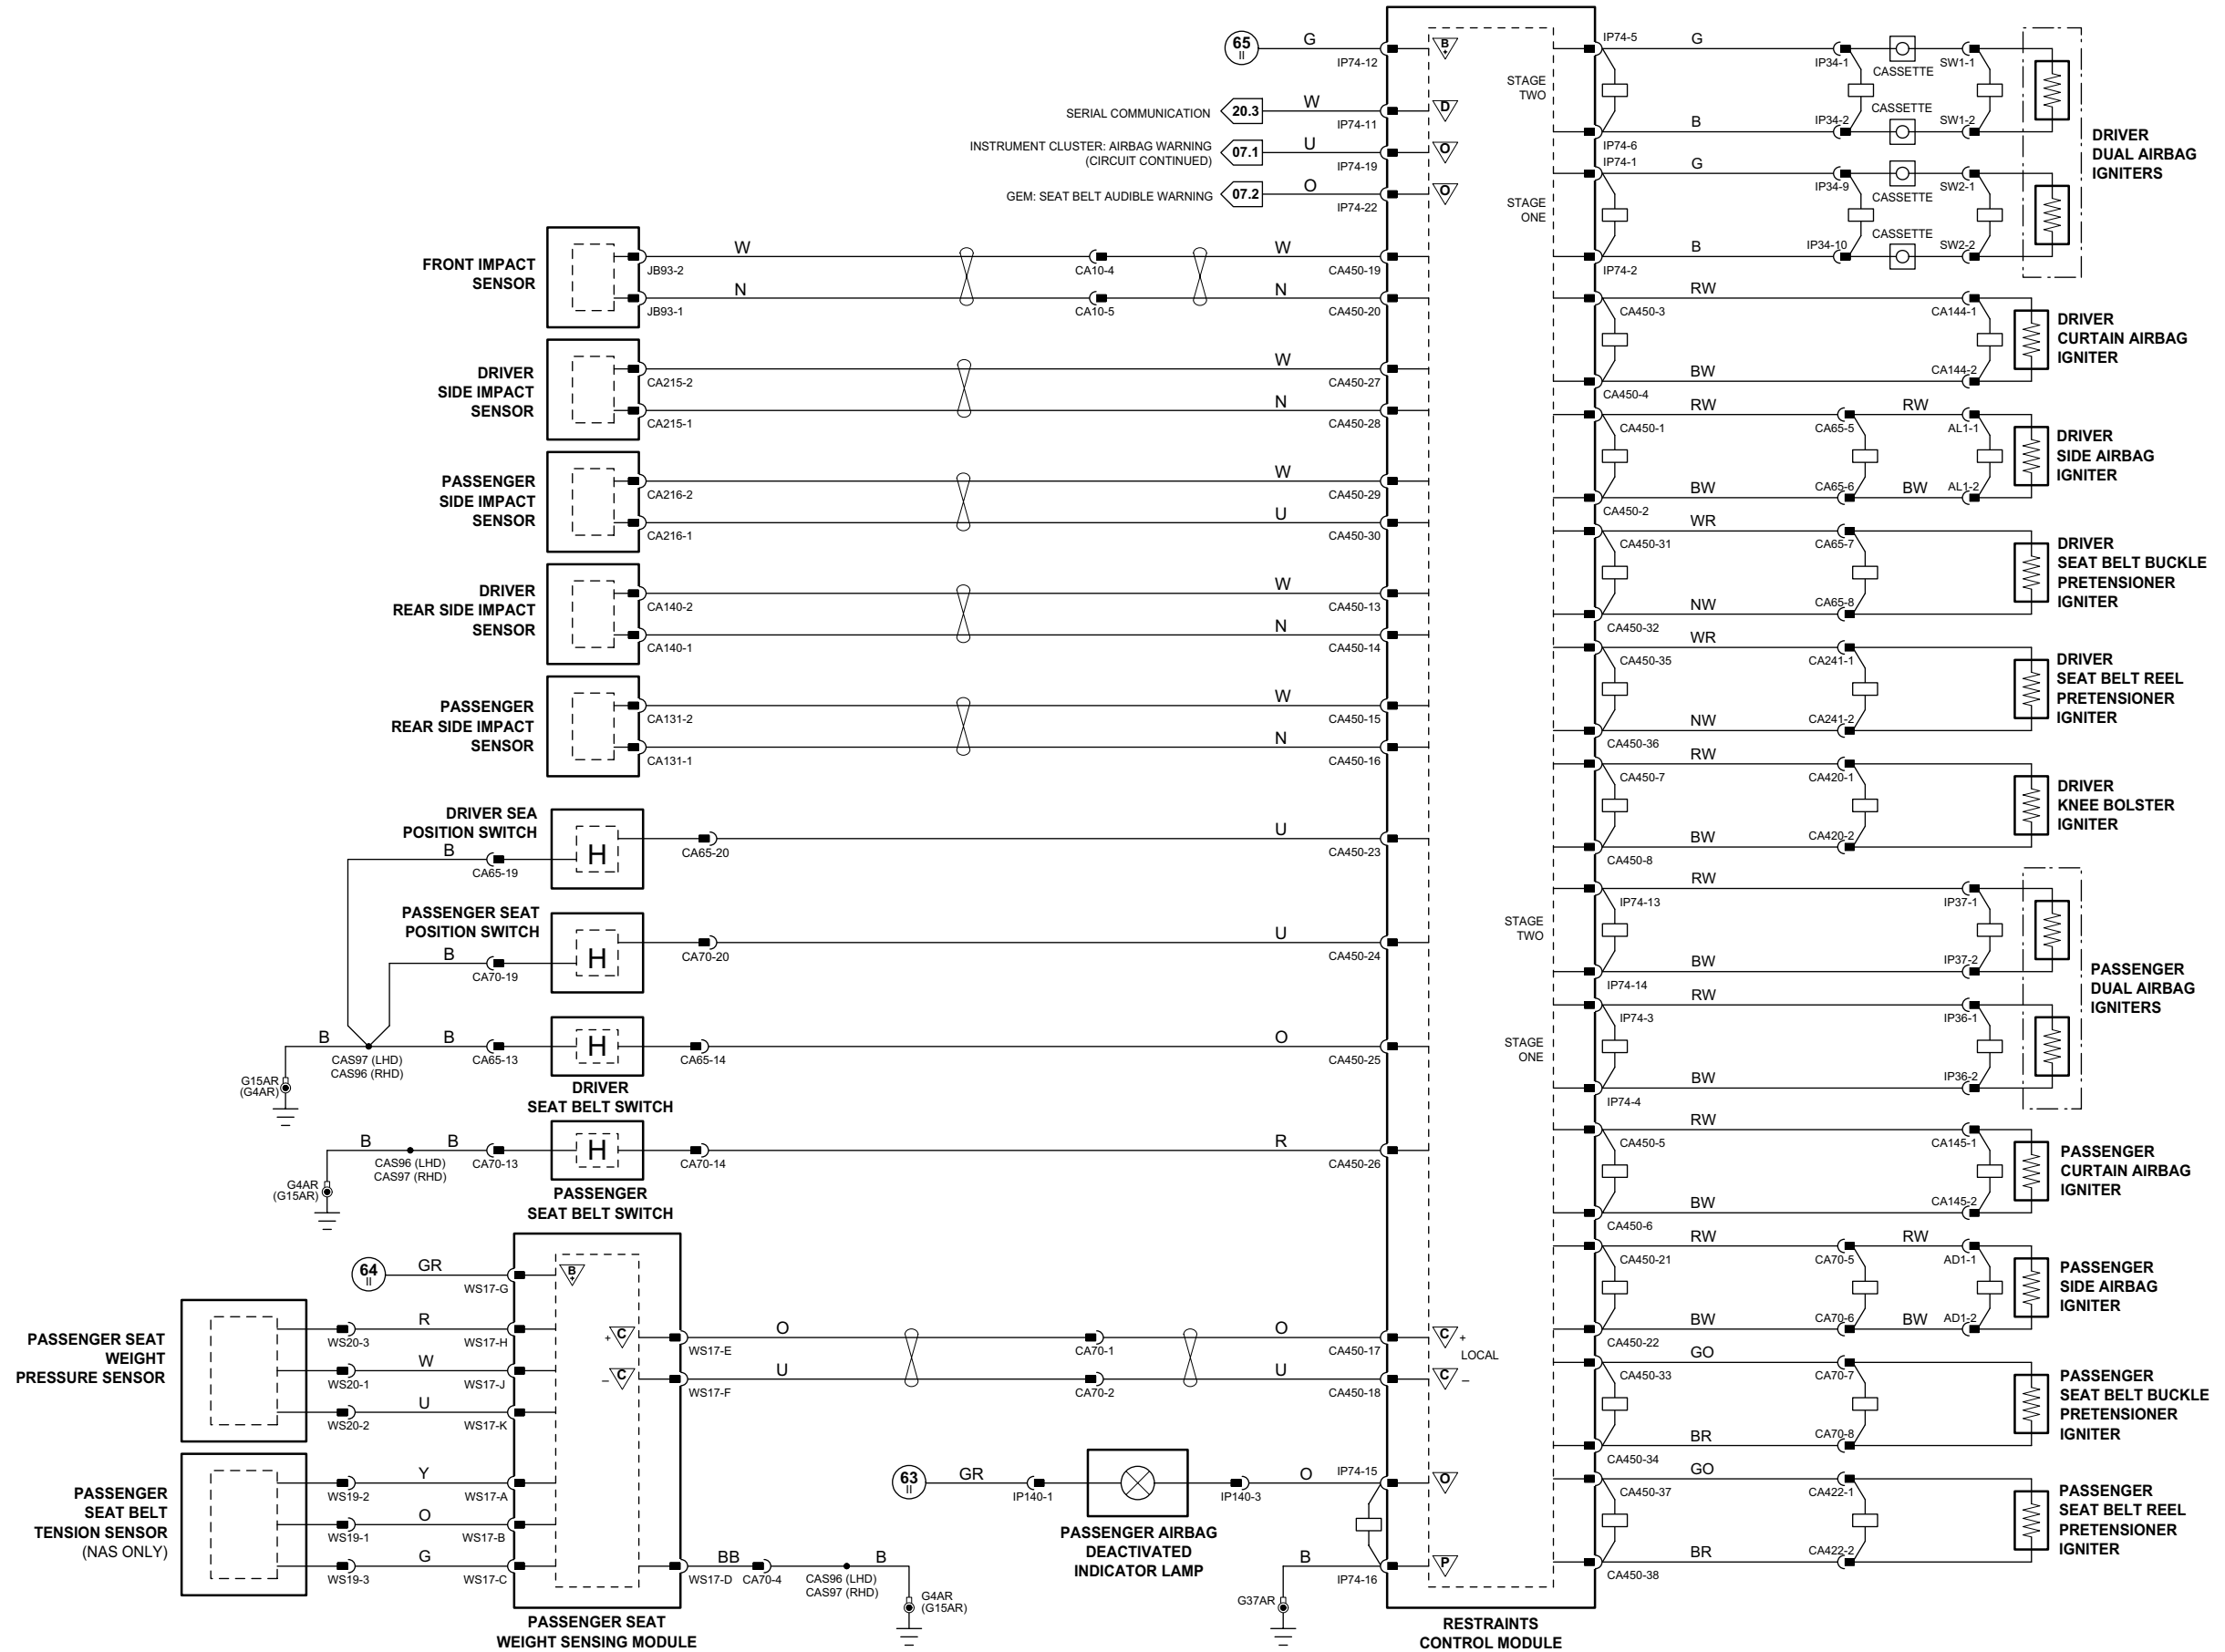 65
II
G
IP74-12
B
+
SERIAL COMMUNICATION
20.3
W
IP74-11
D
INSTRUMENT CLUSTER: AIRBAG WARNING
(CIRCUIT CONTINUED)
07.1
U
IP74-19
O
GEM: SEAT BELT AUDIBLE WARNING
07.2
O
IP74-22
O
FRONT IMPACT
SENSOR
JB93-2
W
CA10-4
W
CA450-19
JB93-1
N
CA10-5
N
CA450-20
DRIVER
SIDE IMPACT
SENSOR
CA215-2
W
CA450-27
CA215-1
N
CA450-28
PASSENGER
SIDE IMPACT
SENSOR
CA216-2
W
CA450-29
CA216-1
U
CA450-30
DRIVER
REAR SIDE IMPACT
SENSOR
CA140-2
W
CA450-13
CA140-1
N
CA450-14
PASSENGER
REAR SIDE IMPACT
SENSOR
CA131-2
W
CA450-15
CA131-1
N
CA450-16
DRIVER SEA
POSITION SWITCH
B
CA65-19
H
CA65-20
U
CA450-23
PASSENGER SEAT
POSITION SWITCH
B
CA70-19
H
CA70-20
U
CA450-24
B
CAS97 (LHD)
CAS96 (RHD)
B
CA65-13
H
CA65-14
O
CA450-25
G15AR
(G4AR)
DRIVER
SEAT BELT SWITCH
B
CAS96 (LHD)
CAS97 (RHD)
B
CA70-13
H
CA70-14
R
CA450-26
G4AR
(G15AR)
PASSENGER
SEAT BELT SWITCH
64
II
GR
WS17-G
B
+
PASSENGER SEAT
WEIGHT
PRESSURE SENSOR
WS20-3
R
WS17-H
WS20-1
W
WS17-J
WS20-2
U
WS17-K
+ C
WS17-E
O
CA70-1
O
CA450-17
C +
LOCAL
– C
WS17-F
U
CA70-2
U
CA450-18
C –
PASSENGER
SEAT BELT
TENSION SENSOR
(NAS ONLY)
WS19-2
Y
WS17-A
WS19-1
O
WS17-B
WS19-3
G
WS17-C
WS17-D
BB
CA70-4
CAS96 (LHD)
CAS97 (RHD)
B
G4AR
(G15AR)
PASSENGER SEAT
WEIGHT SENSING MODULE
63
II
GR
IP140-1
IP140-3
O
IP74-15
O
PASSENGER AIRBAG
DEACTIVATED
INDICATOR LAMP
B
IP74-16
P
G37AR
RESTRAINTS
CONTROL MODULE
STAGE
TWO
IP74-5
G
IP34-1
CASSETTE
SW1-1
B
IP34-2
CASSETTE
SW1-2
IP74-6
DRIVER
DUAL AIRBAG
IGNITERS
STAGE
ONE
IP74-1
G
IP34-9
CASSETTE
SW2-1
B
IP34-10
CASSETTE
SW2-2
IP74-2
RW
CA450-3
CA144-1
BW
CA144-2
CA450-4
DRIVER
CURTAIN AIRBAG
IGNITER
RW
CA450-1
CA65-5
RW
AL1-1
BW
CA65-6
BW
AL1-2
CA450-2
DRIVER
SIDE AIRBAG
IGNITER
WR
CA450-31
CA65-7
NW
CA65-8
CA450-32
DRIVER
SEAT BELT BUCKLE
PRETENSIONER
IGNITER
WR
CA450-35
CA241-1
NW
CA241-2
CA450-36
DRIVER
SEAT BELT REEL
PRETENSIONER
IGNITER
RW
CA450-7
CA420-1
BW
CA420-2
CA450-8
DRIVER
KNEE BOLSTER
IGNITER
STAGE
TWO
RW
IP74-13
IP37-1
BW
IP37-2
IP74-14
PASSENGER
DUAL AIRBAG
IGNITERS
STAGE
ONE
RW
IP74-3
IP36-1
BW
IP36-2
IP74-4
RW
CA450-5
CA145-1
BW
CA145-2
CA450-6
PASSENGER
CURTAIN AIRBAG
IGNITER
RW
CA450-21
CA70-5
RW
AD1-1
BW
CA70-6
BW
AD1-2
CA450-22
PASSENGER
SIDE AIRBAG
IGNITER
GO
CA450-33
CA70-7
BR
CA70-8
CA450-34
PASSENGER
SEAT BELT BUCKLE
PRETENSIONER
IGNITER
GO
CA450-37
CA422-1
BR
CA422-2
CA450-38
PASSENGER
SEAT BELT REEL
PRETENSIONER
IGNITER